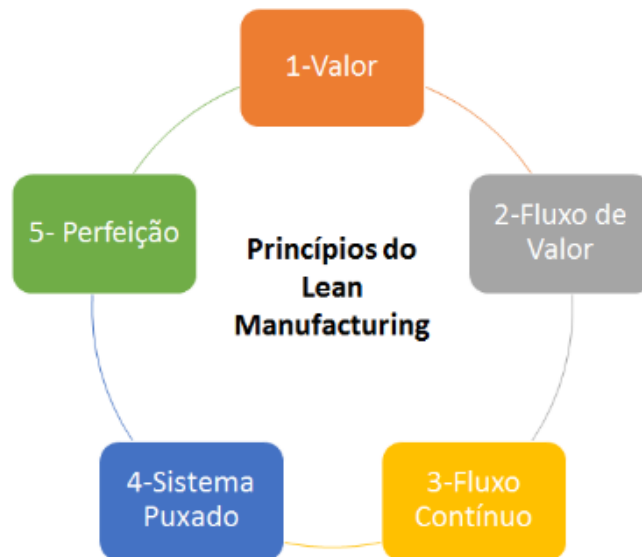 1-Valor
2-Fluxo de
Valor
3-Fluxo
Contínuo
4-Sistema
Puxado
5- Perfeição
Princípios do
Lean
Manufacturing